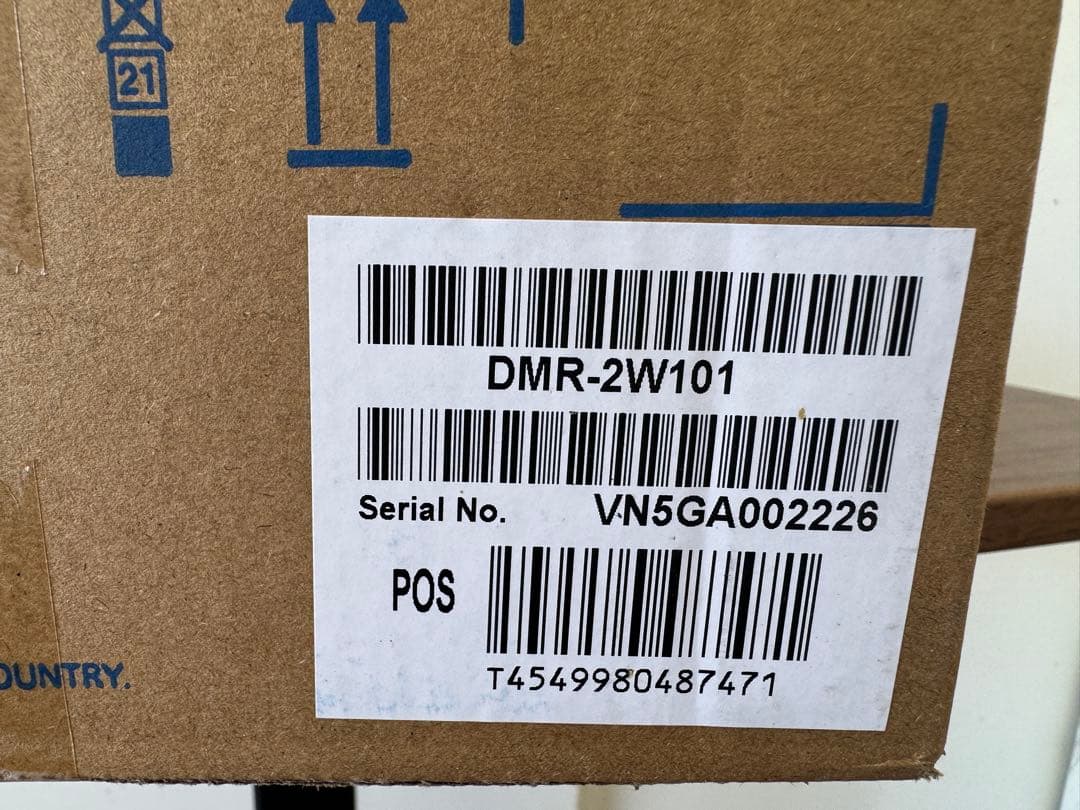 21
DMR-2W101
Serial No. VN5GA002226
POS
T4549980487471
OUNTRY.